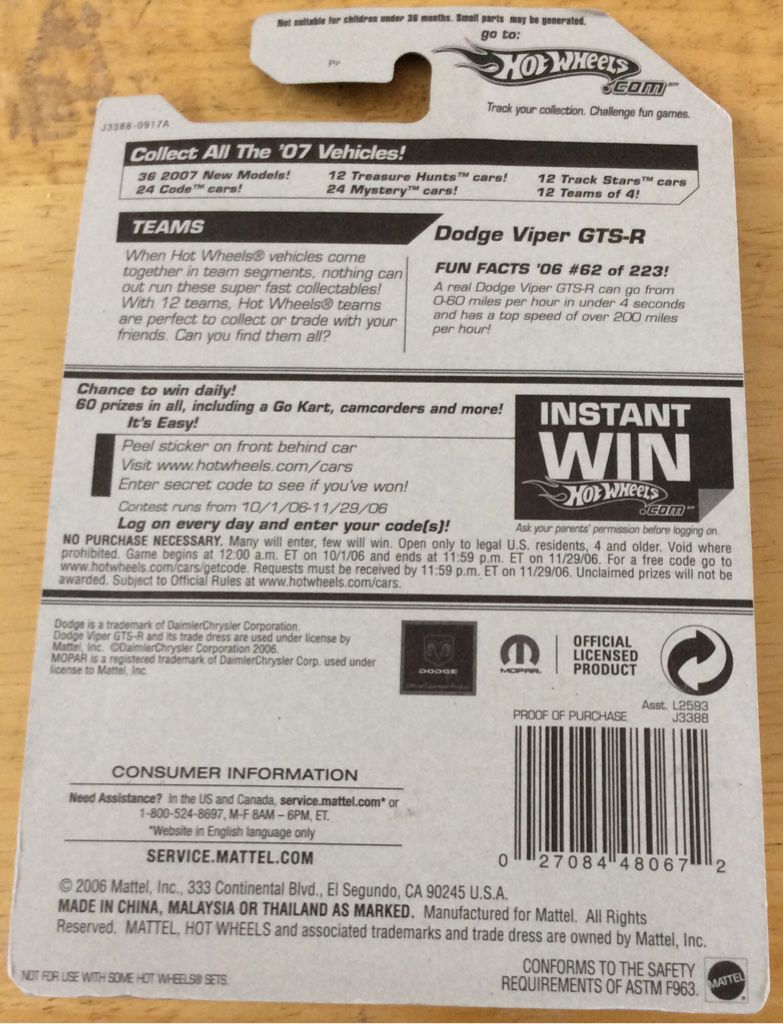 Not suitable for children under 36 months. Small parts may be generated.
go to:
HOT WHEELS
.COM™
PP
Track your collection. Challenge fun games.
J3388-0917A
Collect All The '07 Vehicles!
36 2007 New Models! 12 Treasure Hunts™ cars! 12 Track Stars™ cars
24 Code™ cars! 24 Mystery™ cars! 12 Teams of 4!
TEAMS
When Hot Wheels® vehicles come
together in team segments, nothing can
out run these super fast collectables!
With 12 teams, Hot Wheels® teams
are perfect to collect or trade with your
friends. Can you find them all?
Dodge Viper GTS-R
FUN FACTS '06 #62 of 223!
A real Dodge Viper GTS-R can go from
0-60 miles per hour in under 4 seconds
and has a top speed of over 200 miles
per hour!
Chance to win daily!
60 prizes in all, including a Go Kart, camcorders and more!
It's Easy!
Peel sticker on front behind car
Visit www.hotwheels.com/cars
Enter secret code to see if you've won!
Contest runs from 10/1/06-11/29/06
Log on every day and enter your code(s)!
INSTANT
WIN
HOT WHEELS
.COM™
Ask your parents' permission before logging on.
NO PURCHASE NECESSARY. Many will enter, few will win. Open only to legal U.S. residents, 4 and older. Void where
prohibited. Game begins at 12:00 a.m. ET on 10/1/06 and ends at 11:59 p.m. ET on 11/29/06. For a free code go to
www.hotwheels.com/cars/getcode. Requests must be received by 11:59 p.m. ET on 11/29/06. Unclaimed prizes will not be
awarded. Subject to Official Rules at www.hotwheels.com/cars.
Dodge is a trademark of DaimlerChrysler Corporation.
Dodge Viper GTS-R and its trade dress are used under license by
Mattel, Inc. ©DaimlerChrysler Corporation 2006.
MOPAR is a registered trademark of DaimlerChrysler Corp. used under
license to Mattel, Inc.
DODGE
Official Licensed Product
MOPAR.
OFFICIAL
LICENSED
PRODUCT
Asst. L2593
PROOF OF PURCHASE J3388
0 27084 48067 2
CONSUMER INFORMATION
Need Assistance? In the US and Canada, service.mattel.com* or
1-800-524-8697, M-F 8AM – 6PM, ET.
*Website in English language only
SERVICE.MATTEL.COM
© 2006 Mattel, Inc., 333 Continental Blvd., El Segundo, CA 90245 U.S.A.
MADE IN CHINA, MALAYSIA OR THAILAND AS MARKED. Manufactured for Mattel. All Rights
Reserved. MATTEL, HOT WHEELS and associated trademarks and trade dress are owned by Mattel, Inc.
NOT FOR USE WITH SOME HOT WHEELS® SETS.
CONFORMS TO THE SAFETY
REQUIREMENTS OF ASTM F963.
MATTEL